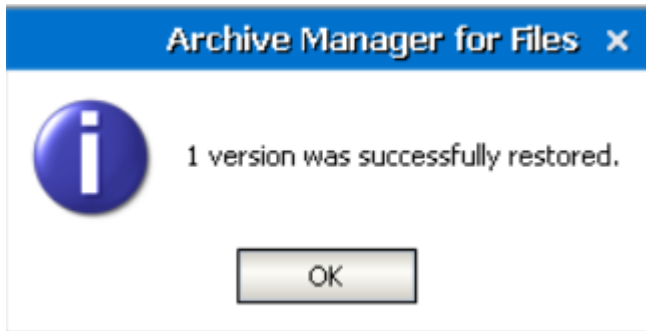 Archive Manager for Files
1 version was successfully restored.
OK